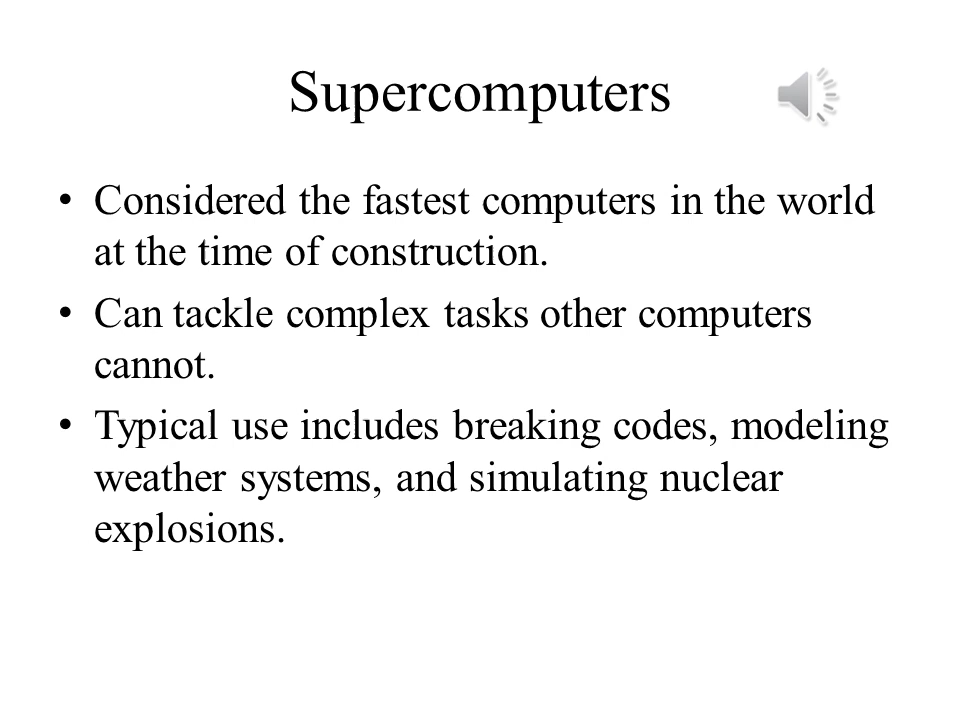 Supercomputers
• Considered the fastest computers in the world
at the time of construction.
• Can tackle complex tasks other computers
cannot.
• Typical use includes breaking codes, modeling
weather systems, and simulating nuclear
explosions.